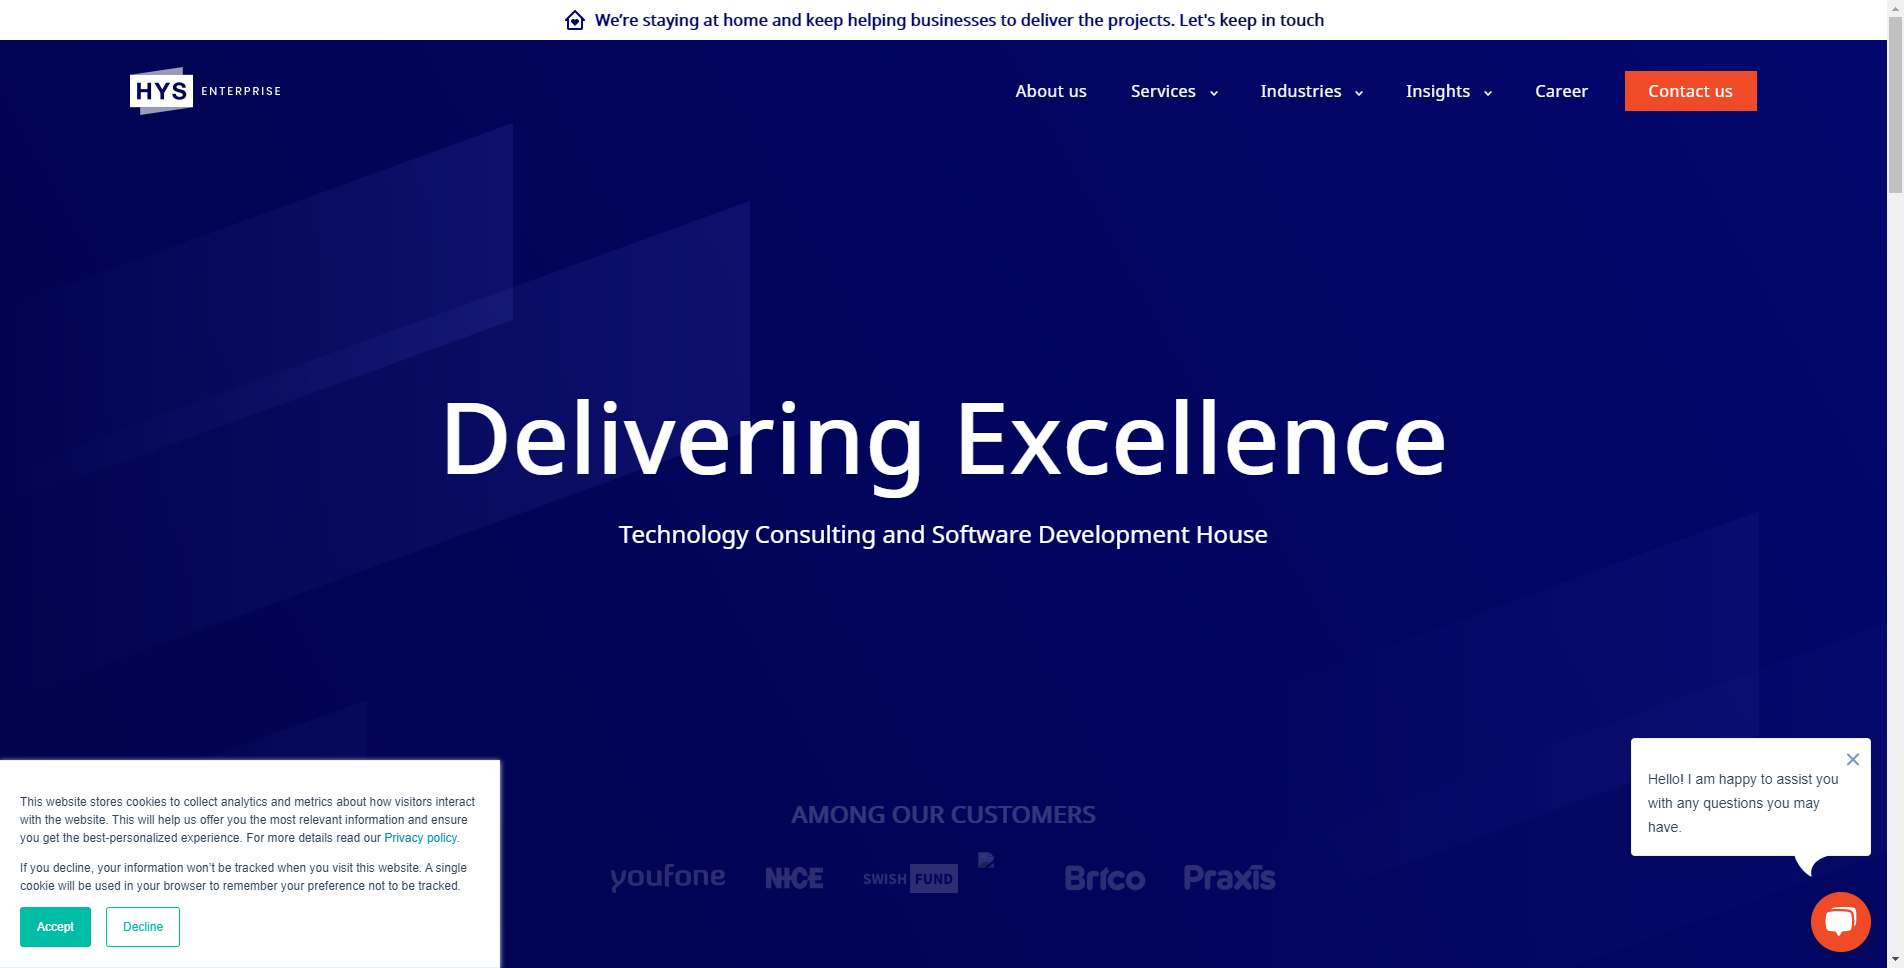 We're staying at home and keep helping businesses to deliver the projects. Let's keep in touch
HYS ENTERPRISE
About us Services Industries Insights Career Contact us
Delivering Excellence
Technology Consulting and Software Development House
AMONG OUR CUSTOMERS
youfone NICE SWISH FUND Brico Praxis
This website stores cookies to collect analytics and metrics about how visitors interact
with the website. This will help us offer you the most relevant information and ensure
you get the best-personalized experience. For more details read our Privacy policy.
If you decline, your information won't be tracked when you visit this website. A single
cookie will be used in your browser to remember your preference not to be tracked.
Accept Decline
Hello! I am happy to assist you
with any questions you may
have.